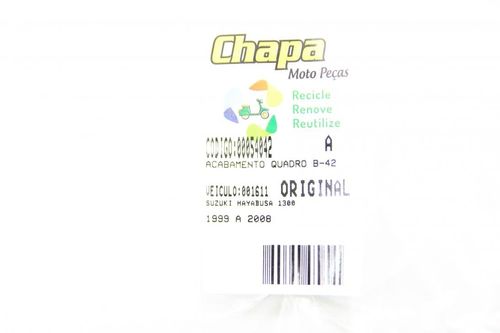 Chapa
Moto Peças
Recicle
Renove
Reutilize
CODIGO:00054042 A
ACABAMENTO QUADRO B-42
VEICULO:001611 ORIGINAL
SUZUKI HAYABUSA 1300
1999 A 2008